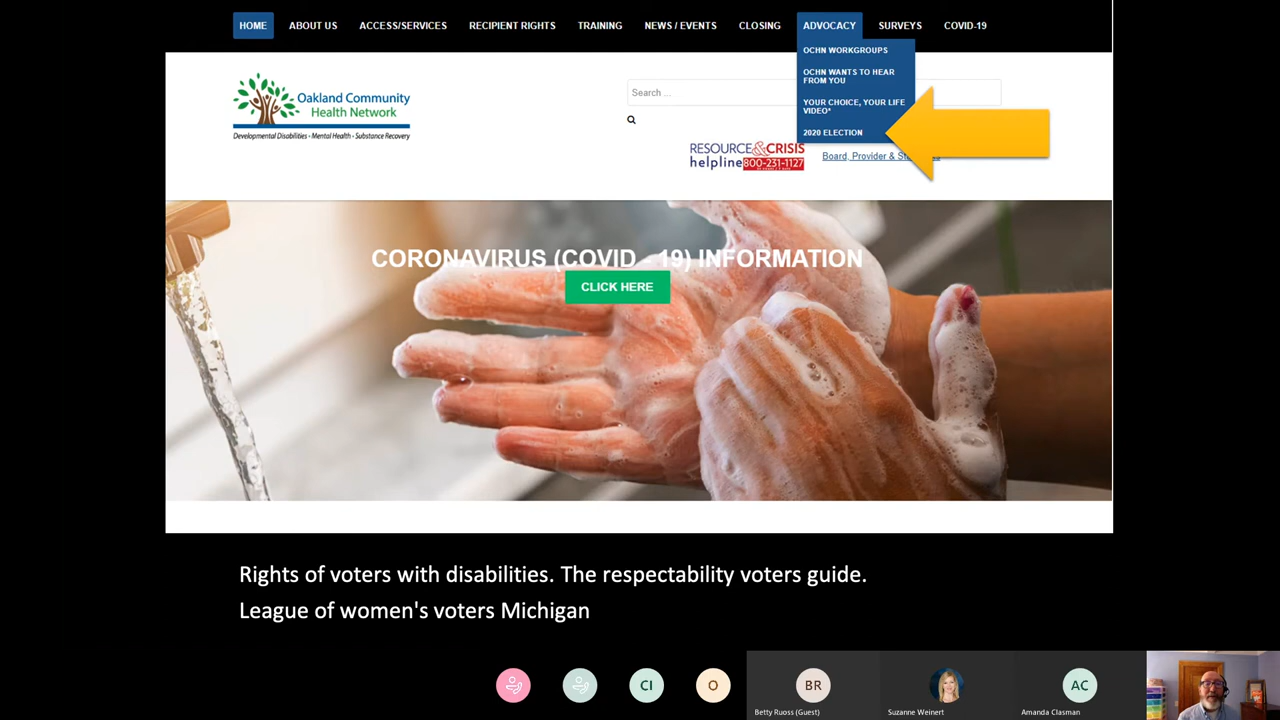 HOME ABOUT US ACCESS/SERVICES RECIPIENT RIGHTS TRAINING NEWS / EVENTS CLOSING ADVOCACY SURVEYS COVID-19
OCHN WORKGROUPS
OCHN WANTS TO HEAR
FROM YOU
YOUR CHOICE, YOUR LIFE
VIDEO*
2020 ELECTION
Oakland Community
Health Network
Developmental Disabilities - Mental Health - Substance Recovery
Search ...
RESOURCE&CRISIS
helpline 800-231-1127
Board, Provider &
CORONAVIRUS (COVID - 19) INFORMATION
CLICK HERE
Rights of voters with disabilities. The respectability voters guide.
League of women's voters Michigan
CI O BR AC
Betty Ruoss (Guest) Suzanne Weinert Amanda Clasman